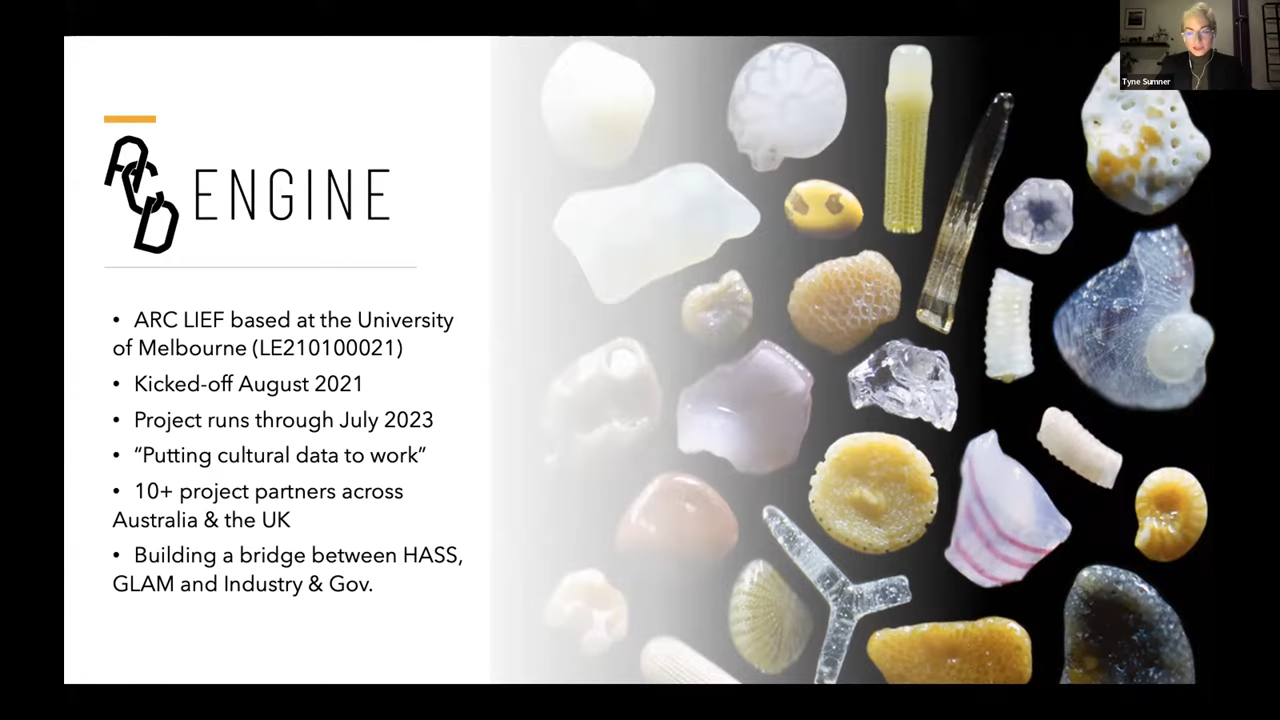 Tyne Sumner
ACD ENGINE
• ARC LIEF based at the University
of Melbourne (LE210100021)
• Kicked-off August 2021
• Project runs through July 2023
• “Putting cultural data to work”
• 10+ project partners across
Australia & the UK
• Building a bridge between HASS,
GLAM and Industry & Gov.